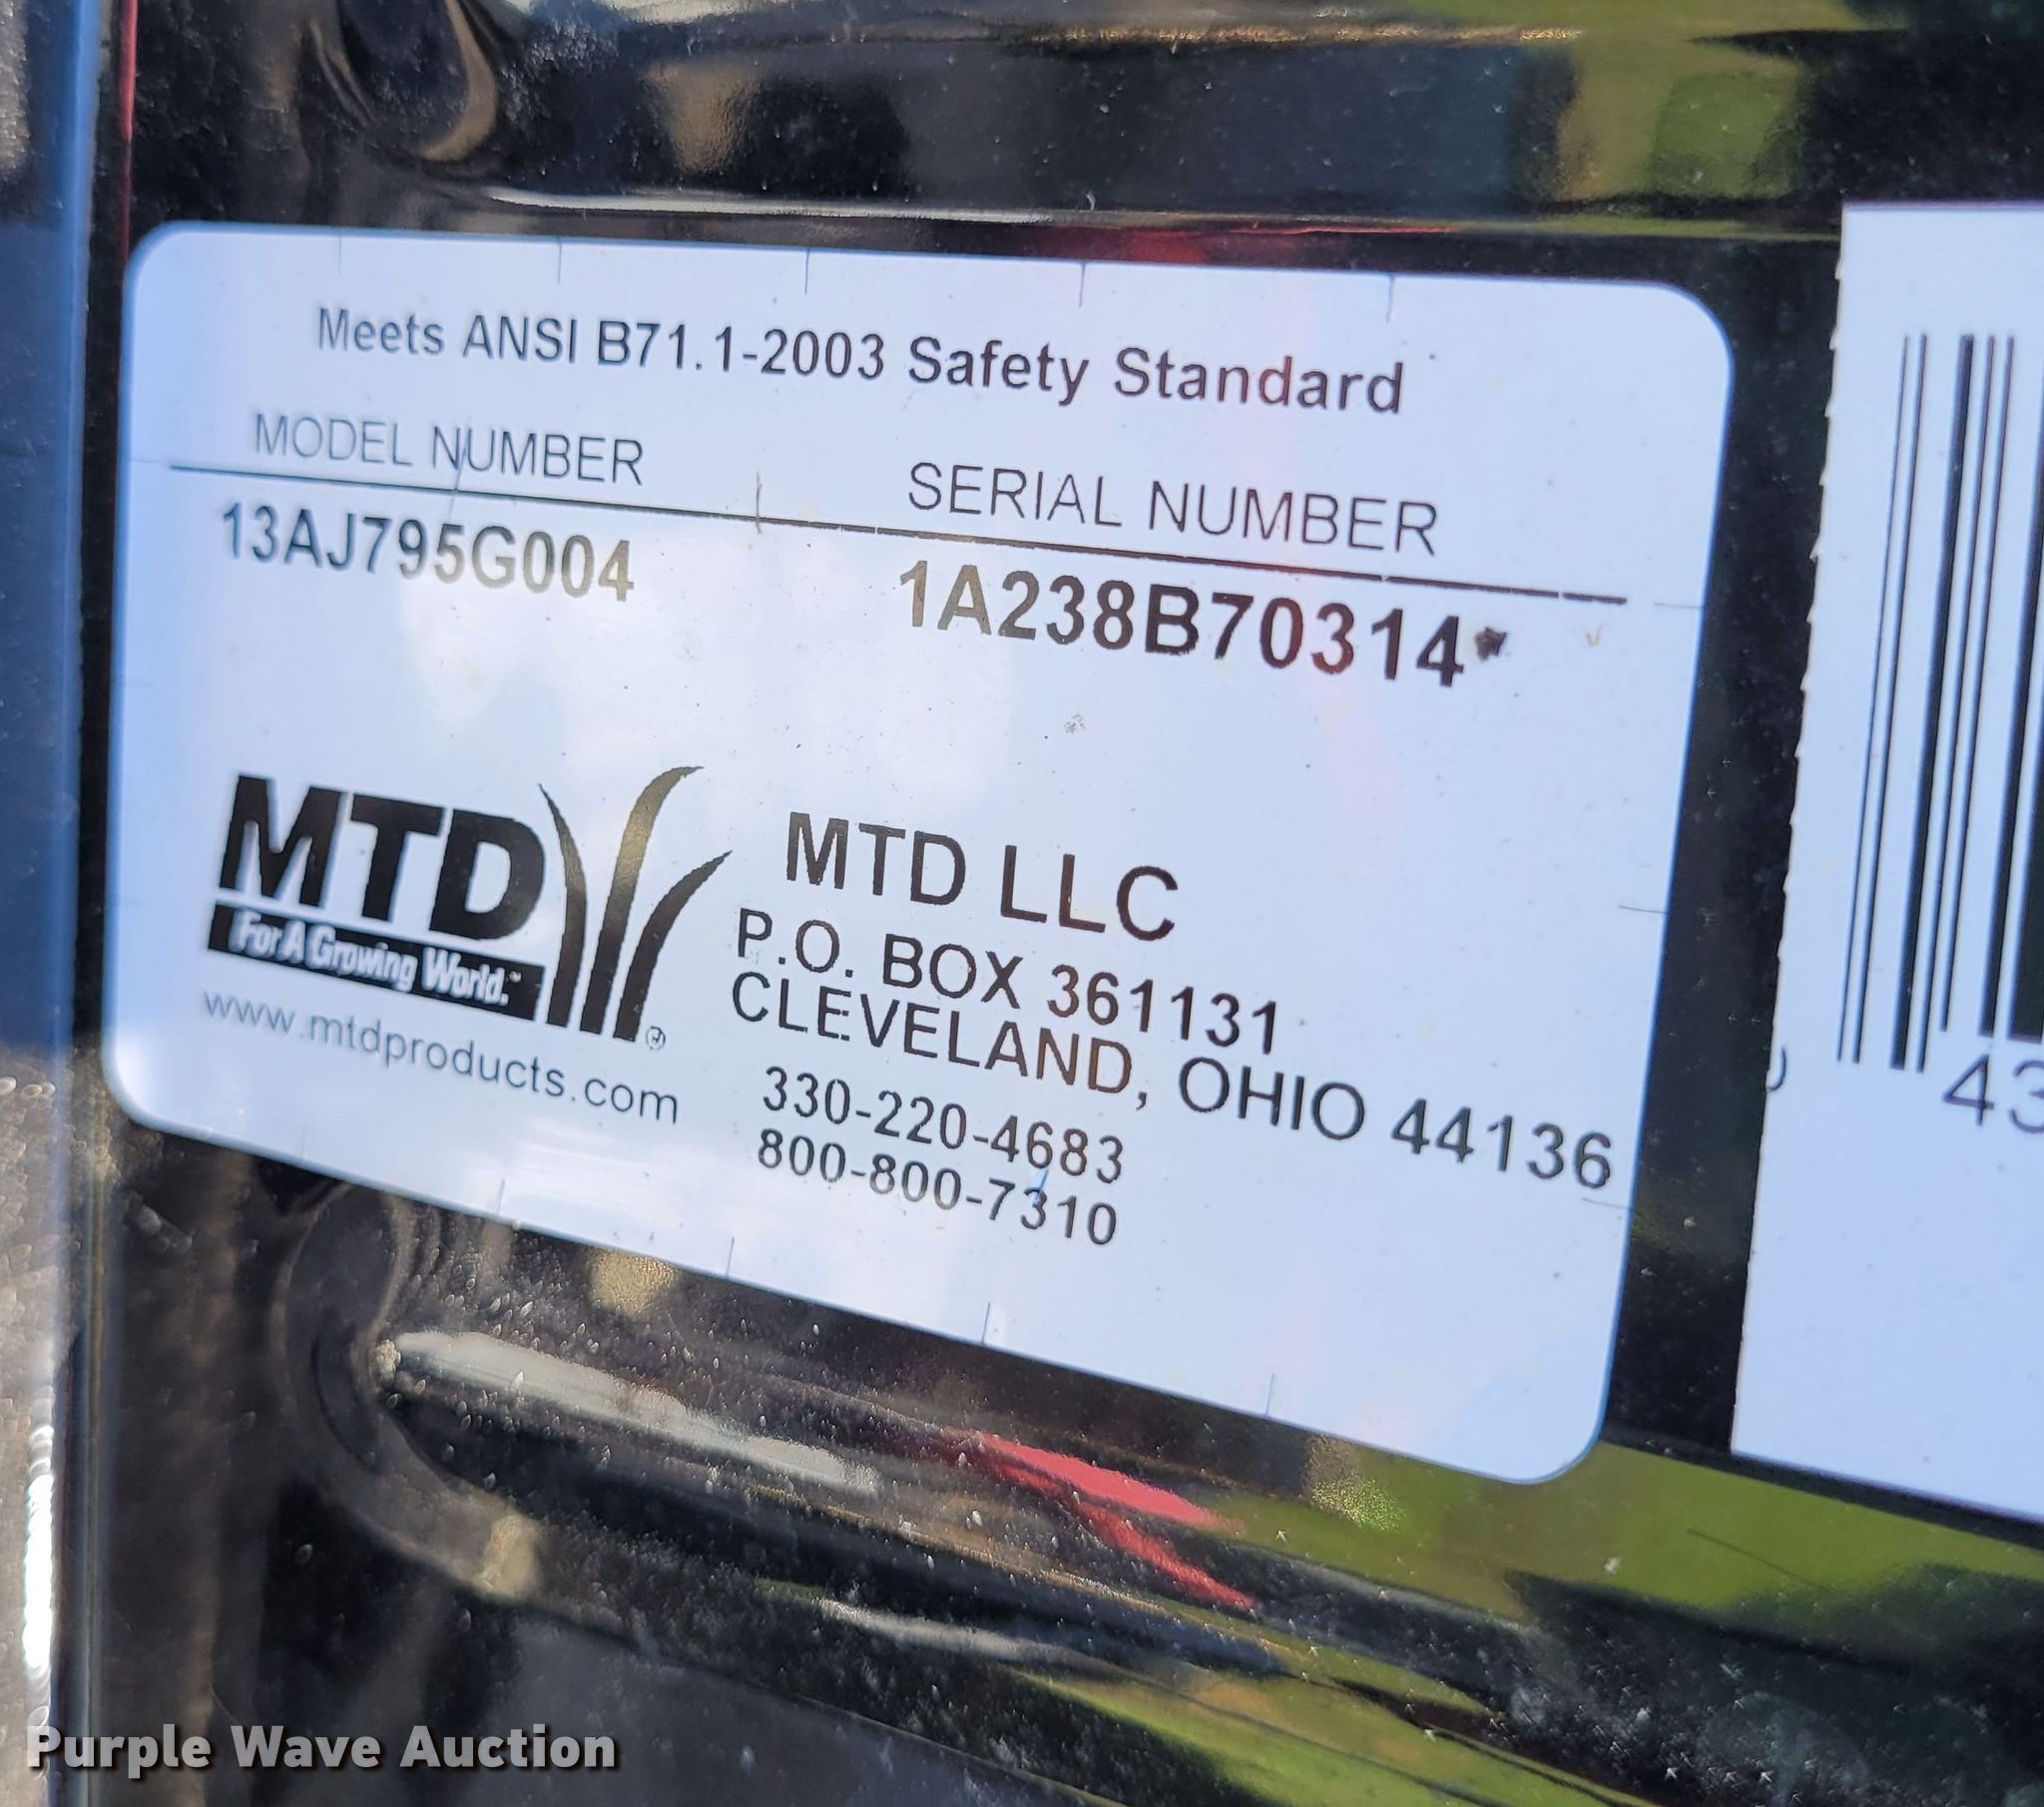 Meets ANSI B71.1-2003 Safety Standard
MODEL NUMBER
SERIAL NUMBER
13AJ795G004
1A238B70314*
MTD
For A Growing World.™
®
www.mtdproducts.com
MTD LLC
P.O. BOX 361131
CLEVELAND, OHIO 44136
330-220-4683
800-800-7310
43
Purple Wave Auction